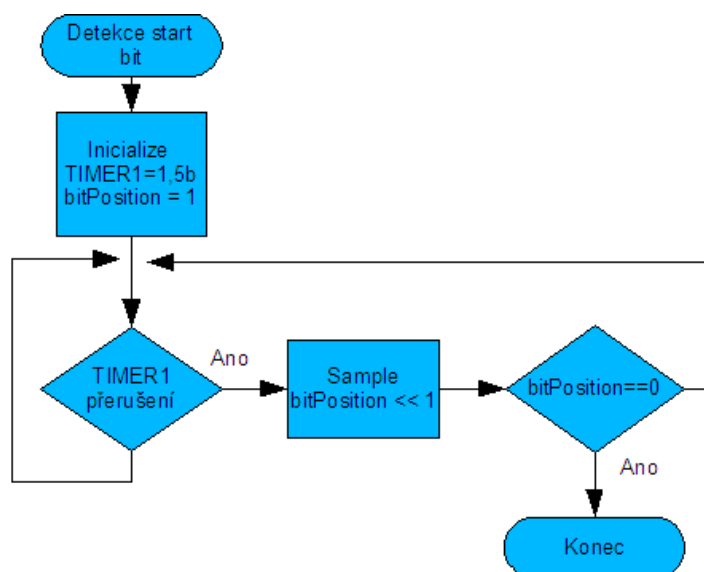 Detekce start
bit
Inicialize
TIMER1=1,5b
bitPosition = 1
TIMER1
přerušení
Ano
Sample
bitPosition << 1
bitPosition==0
Ano
Konec